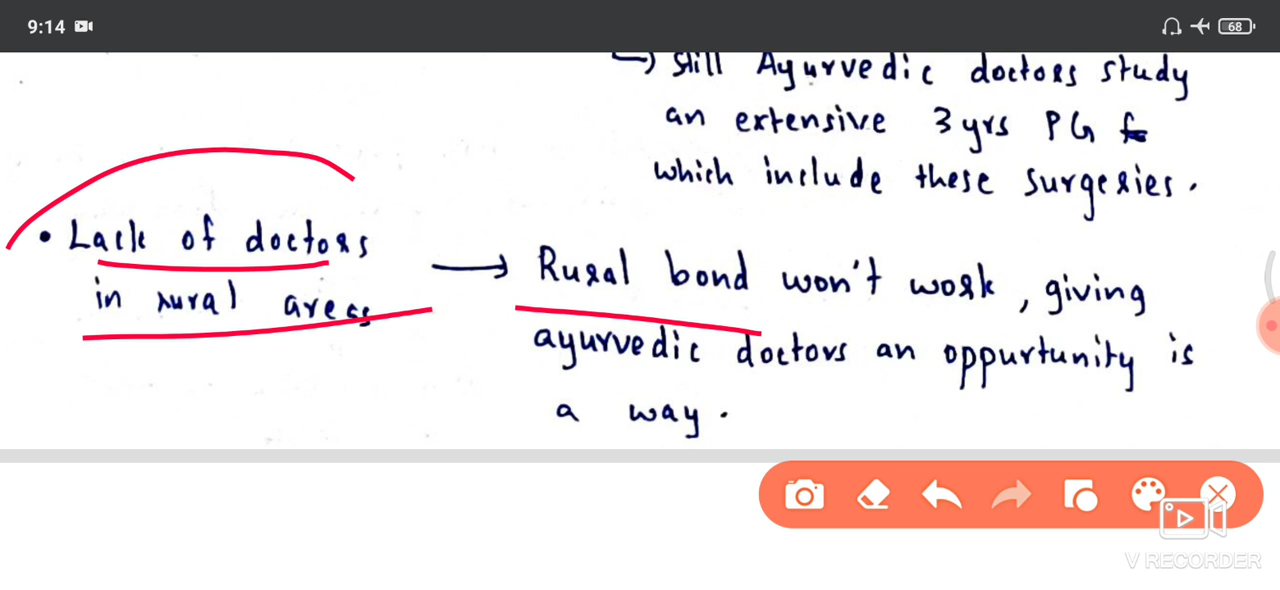 9:14
68
→ still Ayurvedic doctors study
an extensive 3 yrs PG
which include these surgeries.
• Lack of doctors
in rural areas
→ Rural bond won't work, giving
ayurvedic doctors an oppurtunity is
a way.
V RECORDER